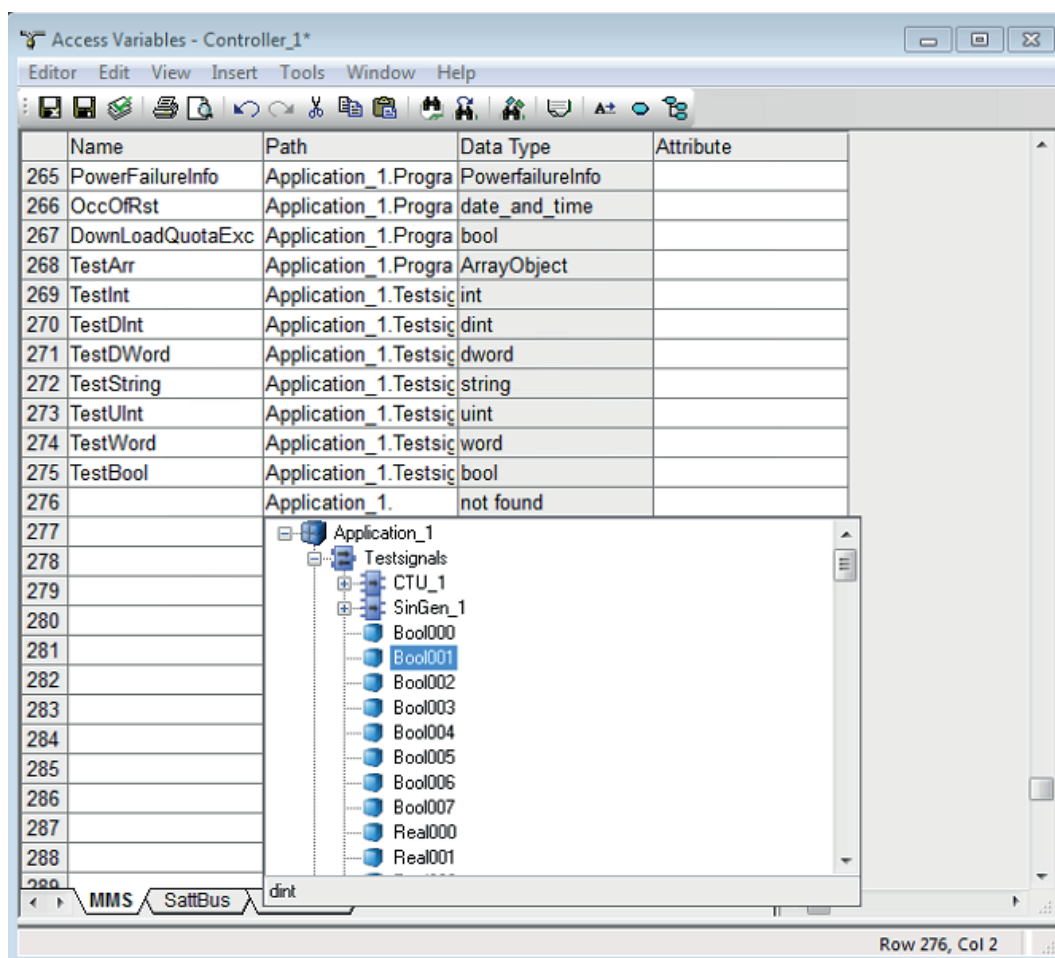 Access Variables - Controller_1*
Editor Edit View Insert Tools Window Help
Name Path Data Type Attribute
265 PowerFailureInfo Application_1.Progra PowerfailureInfo
266 OccOfRst Application_1.Progra date_and_time
267 DownLoadQuotaExc Application_1.Progra bool
268 TestArr Application_1.Progra ArrayObject
269 TestInt Application_1.Testsig int
270 TestDInt Application_1.Testsig dint
271 TestDWord Application_1.Testsig dword
272 TestString Application_1.Testsig string
273 TestUInt Application_1.Testsig uint
274 TestWord Application_1.Testsig word
275 TestBool Application_1.Testsig bool
276 Application_1. not found
277 Application_1
278 Testsignals
279 CTU_1
280 SinGen_1
Bool000
281 Bool001
282 Bool002
283 Bool003
284 Bool004
285 Bool005
286 Bool006
287 Bool007
Real000
288 Real001
289
dint
MMS SattBus
Row 276, Col 2